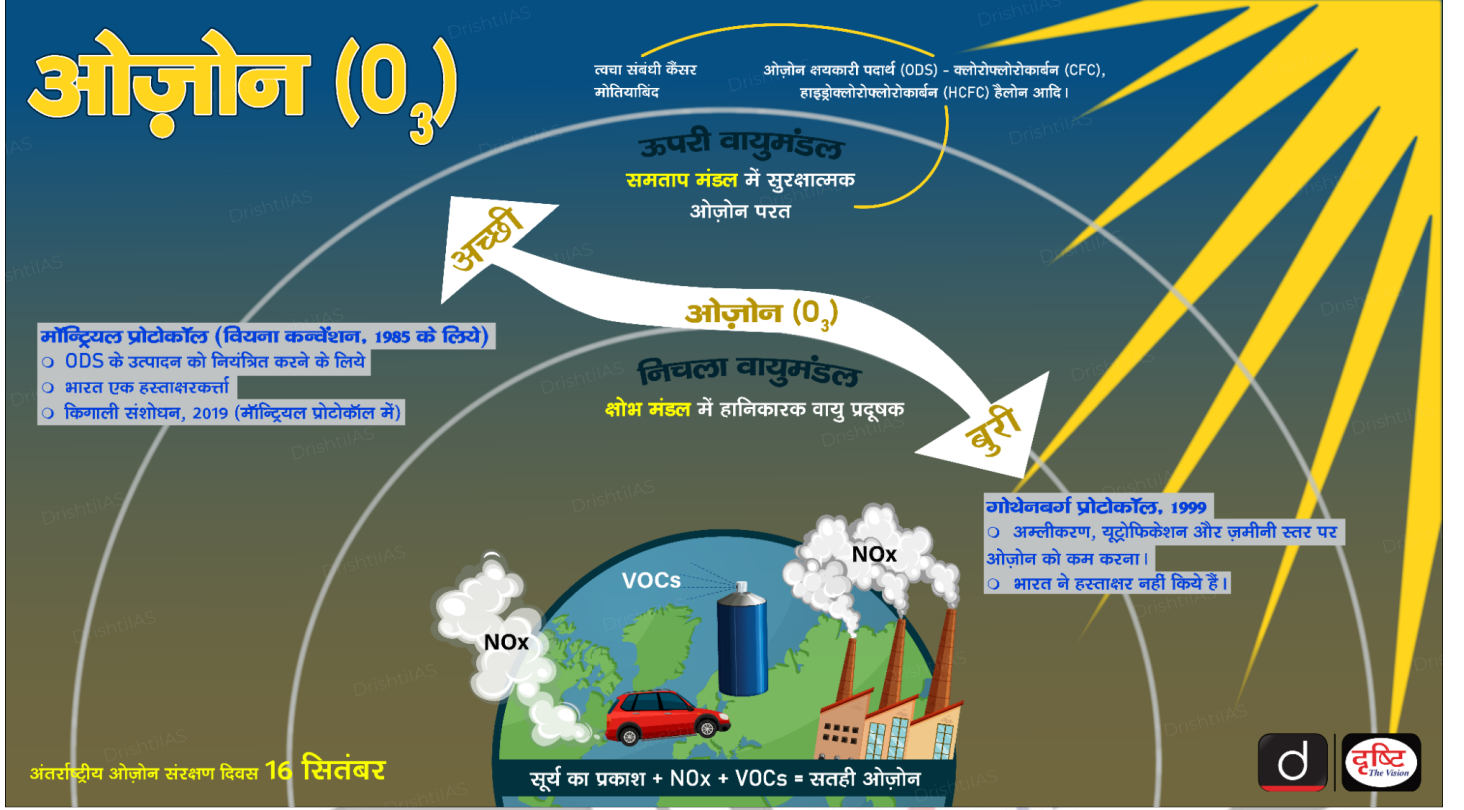 ओज़ोन (O3)
त्वचा संबंधी कैंसर
मोतियाबिंद
ओज़ोन क्षयकारी पदार्थ (ODS) - क्लोरोफ्लोरोकार्बन (CFC),
हाइड्रोक्लोरोफ्लोरोकार्बन (HCFC) हैलोन आदि।
ऊपरी वायुमंडल
समताप मंडल में सुरक्षात्मक
ओज़ोन परत
अच्छी
ओज़ोन (O3)
बुरी
मॉन्ट्रियल प्रोटोकॉल (वियना कन्वेंशन, 1985 के लिये)
○ ODS के उत्पादन को नियंत्रित करने के लिये
○ भारत एक हस्ताक्षरकर्त्ता
○ किगाली संशोधन, 2019 (मॉन्ट्रियल प्रोटोकॉल में)
निचला वायुमंडल
क्षोभ मंडल में हानिकारक वायु प्रदूषक
गोथेनबर्ग प्रोटोकॉल, 1999
○ अम्लीकरण, यूट्रोफिकेशन और ज़मीनी स्तर पर
ओज़ोन को कम करना।
○ भारत ने हस्ताक्षर नहीं किये हैं।
NOx
VOCs
NOx
सूर्य का प्रकाश + NOx + VOCs = सतही ओज़ोन
अंतर्राष्ट्रीय ओज़ोन संरक्षण दिवस 16 सितंबर
d
दृष्टि
The Vision
DrishtiIAS